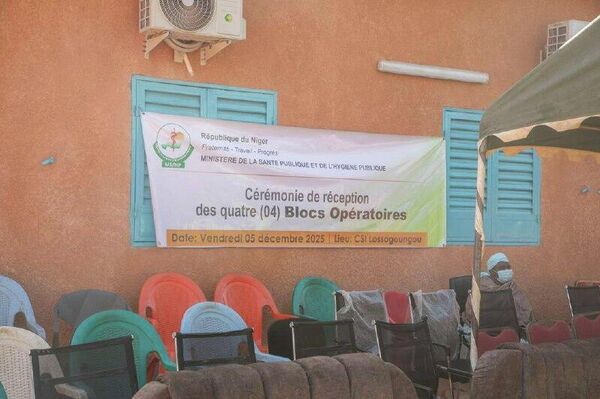 République du Niger
Fraternité - Travail - Progrès
MINISTERE DE LA SANTE PUBLIQUE ET DE L'HYGIENE PUBLIQUE
Cérémonie de réception
des quatre (04) Blocs Opératoires
Date: Vendredi 05 décembre 2025 | Lieu: CSI Lossogoungou